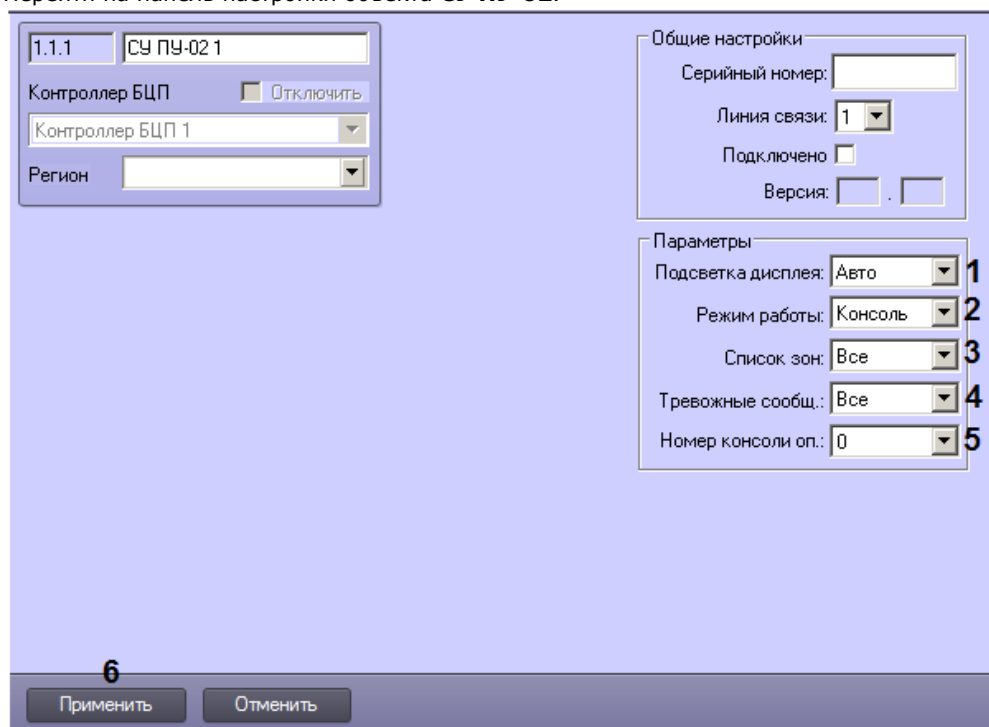 1.1.1 СУ ПУ-02 1
Контроллер БЦП Отключить
Контроллер БЦП 1
Регион
Общие настройки
Серийный номер:
Линия связи: 1
Подключено
Версия: .
Параметры
Подсветка дисплея: Авто 1
Режим работы: Консоль 2
Список зон: Все 3
Тревожные сообщ.: Все 4
Номер консоли оп.: 0 5
6
Применить Отменить